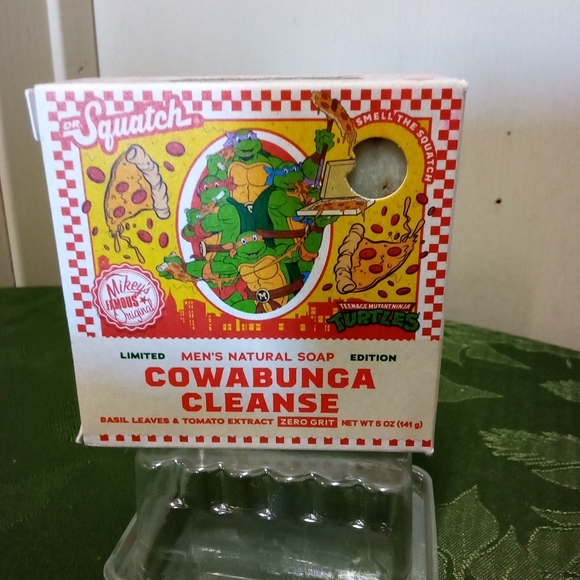 DR. Squatch
SMELL THE SQUATCH
Mikey's
FAMOUS
Original
M
TEENAGE MUTANT NINJA
TURTLES
LIMITED MEN'S NATURAL SOAP EDITION
COWABUNGA
CLEANSE
BASIL LEAVES & TOMATO EXTRACT ZERO GRIT NET WT 5 OZ (141 g)